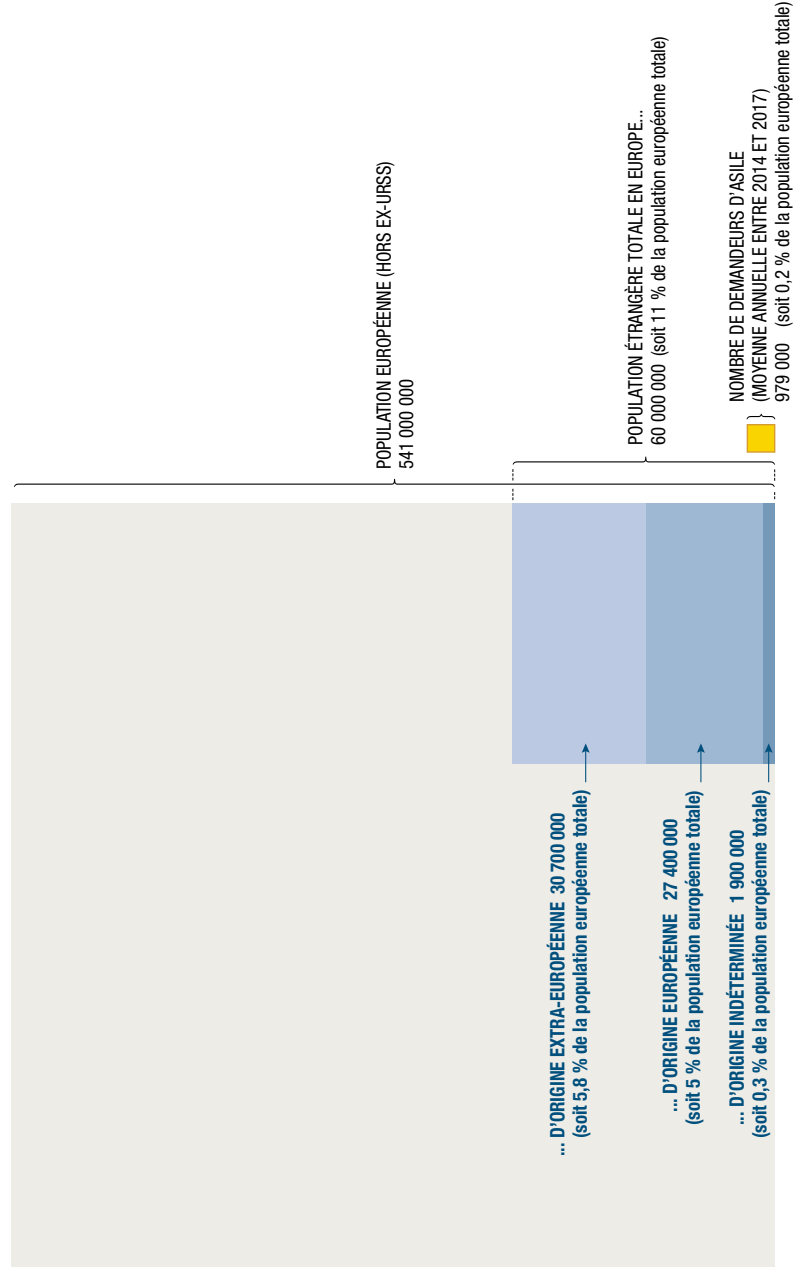 POPULATION EUROPÉENNE (HORS EX-URSS)
541 000 000
POPULATION ÉTRANGÈRE TOTALE EN EUROPE...
60 000 000 (soit 11 % de la population européenne totale)
NOMBRE DE DEMANDEURS D'ASILE
(MOYENNE ANNUELLE ENTRE 2014 ET 2017)
979 000 (soit 0,2 % de la population européenne totale)
... D'ORIGINE EXTRA-EUROPÉENNE 30 700 000
(soit 5,8 % de la population européenne totale)
... D'ORIGINE EUROPÉENNE 27 400 000
(soit 5 % de la population européenne totale)
... D'ORIGINE INDÉTERMINÉE 1 900 000
(soit 0,3 % de la population européenne totale)